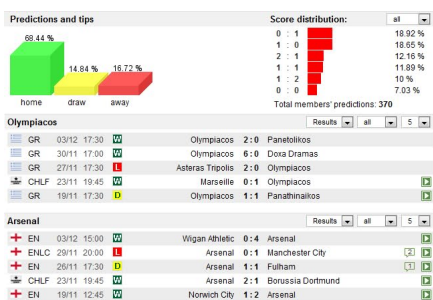 Predictions and tips
68.44 %
14.84 %
16.72 %
home draw away
Score distribution: all
0 : 1 18.92 %
1 : 0 18.65 %
2 : 1 12.16 %
1 : 1 11.89 %
1 : 2 10 %
0 : 0 7.03 %
Total members' predictions: 370
Olympiacos Results all 5
GR 03/12 17:30 W Olympiacos 2:0 Panetolikos
GR 30/11 17:00 W Olympiacos 6:0 Doxa Dramas
GR 27/11 17:30 L Asteras Tripolis 2:0 Olympiacos
CHLF 23/11 19:45 W Marseille 0:1 Olympiacos
GR 19/11 17:30 D Olympiacos 1:1 Panathinaikos
Arsenal Results all 5
EN 03/12 15:00 W Wigan Athletic 0:4 Arsenal
ENLC 29/11 20:00 L Arsenal 0:1 Manchester City 2
EN 26/11 17:30 D Arsenal 1:1 Fulham 1
CHLF 23/11 19:45 W Arsenal 2:1 Borussia Dortmund
EN 19/11 12:45 W Norwich City 1:2 Arsenal